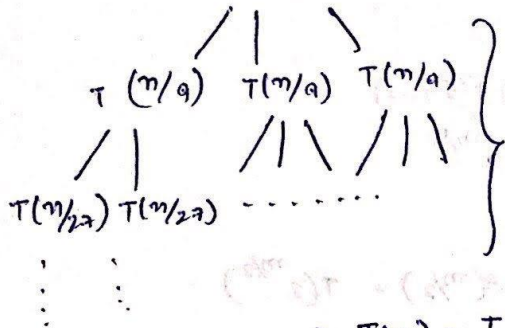 T(n/9) T(n/9) T(n/9)
T(n/27) T(n/27) ........
T(n) = T